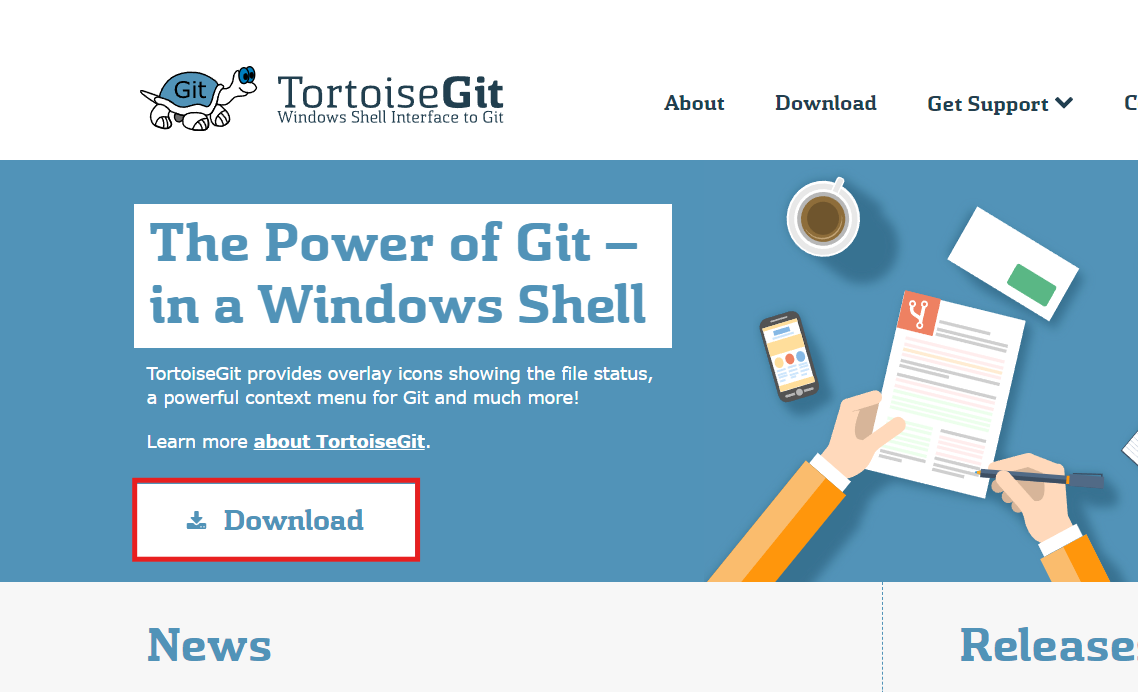 Git
TortoiseGit
Windows Shell Interface to Git
About
Download
Get Support
C
The Power of Git –
in a Windows Shell
TortoiseGit provides overlay icons showing the file status,
a powerful context menu for Git and much more!
Learn more about TortoiseGit.
Download
News
Releases